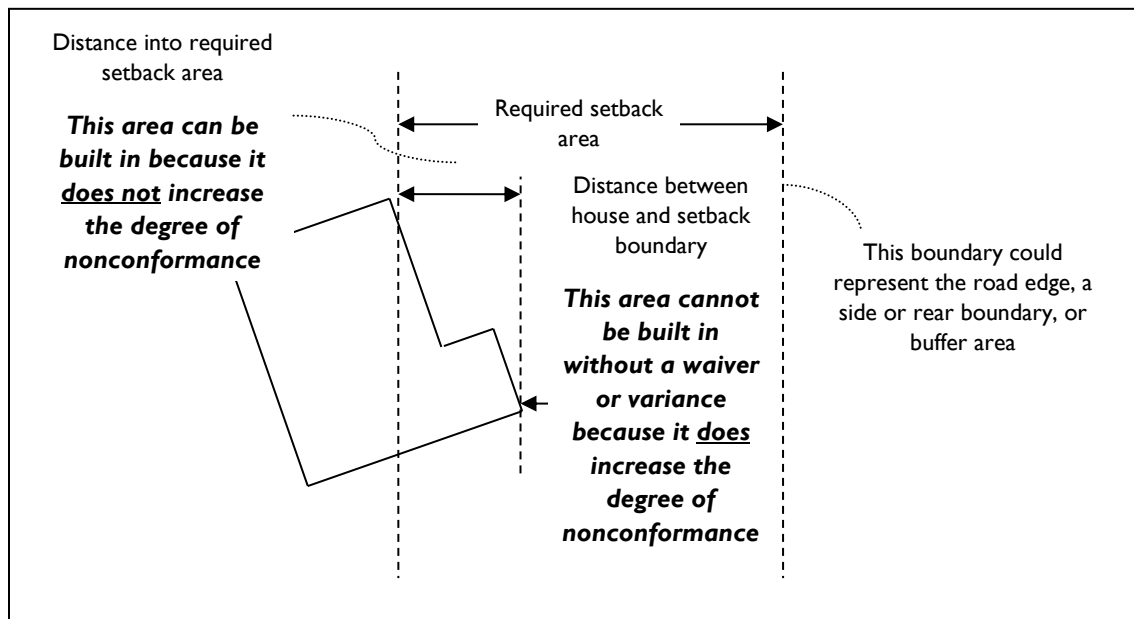 Distance into required
setback area
This area can be
built in because it
does not increase
the degree of
nonconformance
Required setback
area
Distance between
house and setback
boundary
This area cannot
be built in
without a waiver
or variance
because it does
increase the
degree of
nonconformance
This boundary could
represent the road edge, a
side or rear boundary, or
buffer area